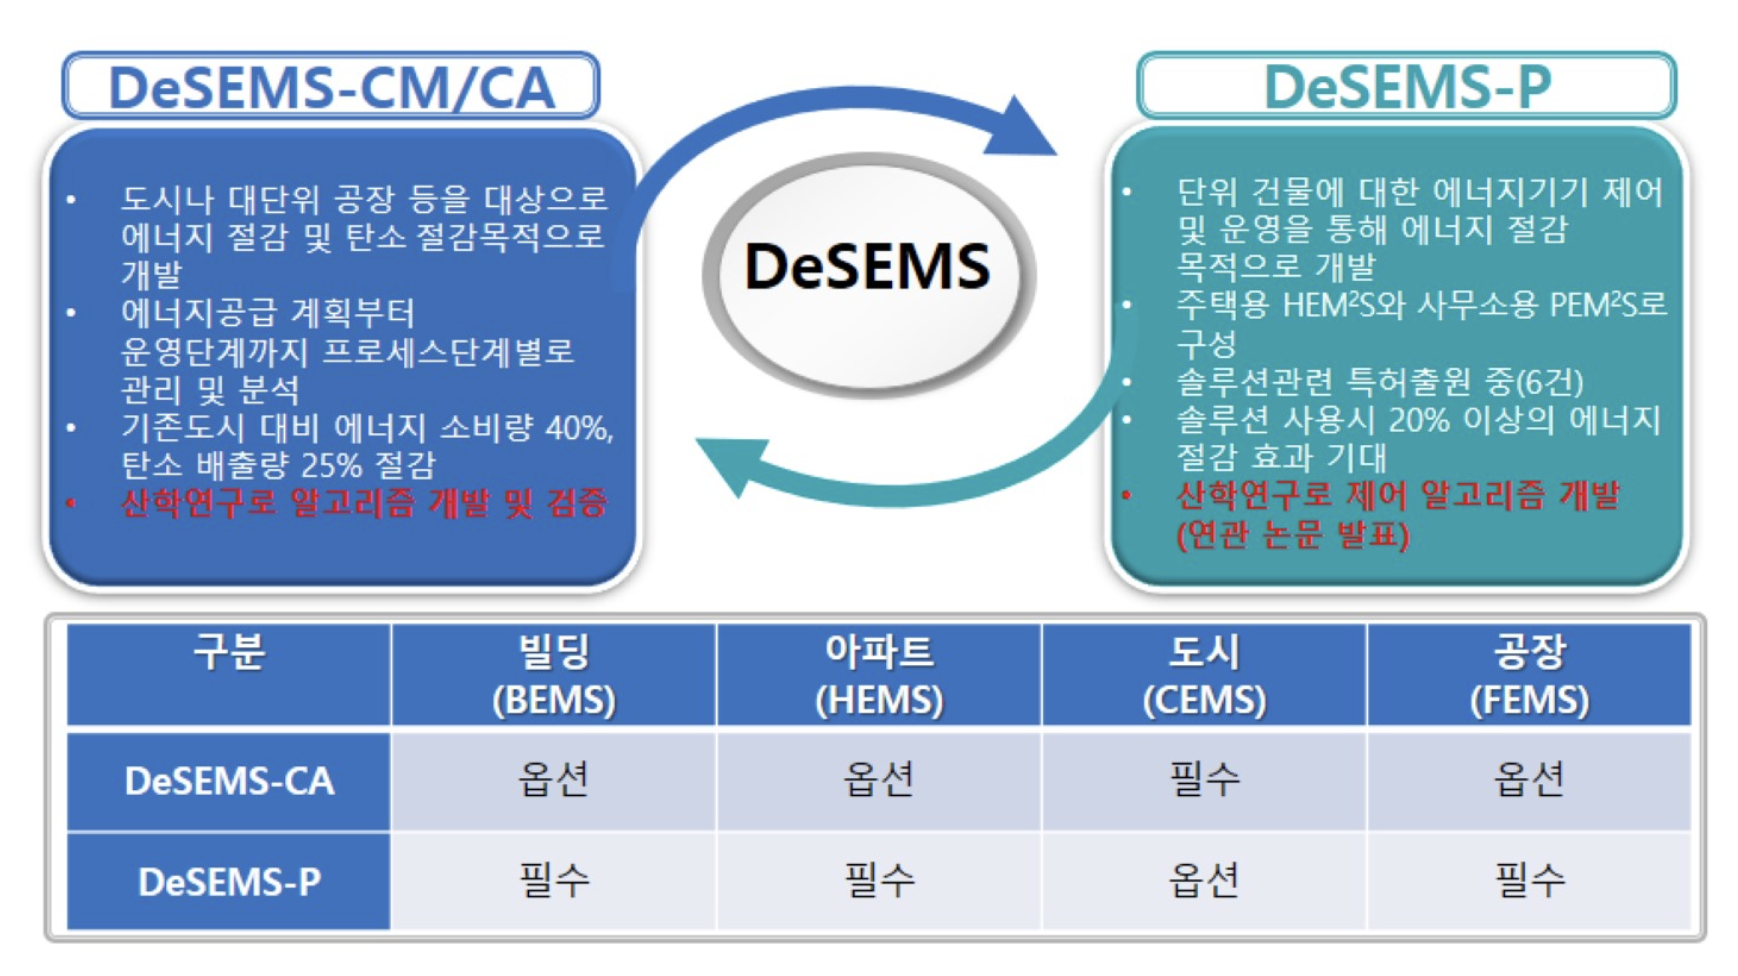 DeSEMS-CM/CA
• 도시나 대단위 공장 등을 대상으로
에너지 절감 및 탄소 절감목적으로
개발
• 에너지공급 계획부터
운영단계까지 프로세스단계별로
관리 및 분석
• 기존도시 대비 에너지 소비량 40%,
탄소 배출량 25% 절감
• 산학연구로 알고리즘 개발 및 검증
DeSEMS
DeSEMS-P
• 단위 건물에 대한 에너지기기 제어
및 운영을 통해 에너지 절감
목적으로 개발
• 주택용 HEM²S와 사무소용 PEM²S로
구성
• 솔루션관련 특허출원 중(6건)
• 솔루션 사용시 20% 이상의 에너지
절감 효과 기대
• 산학연구로 제어 알고리즘 개발
(연관 논문 발표)
구분 빌딩 아파트 도시 공장
(BEMS) (HEMS) (CEMS) (FEMS)
DeSEMS-CA 옵션 옵션 필수 옵션
DeSEMS-P 필수 필수 옵션 필수